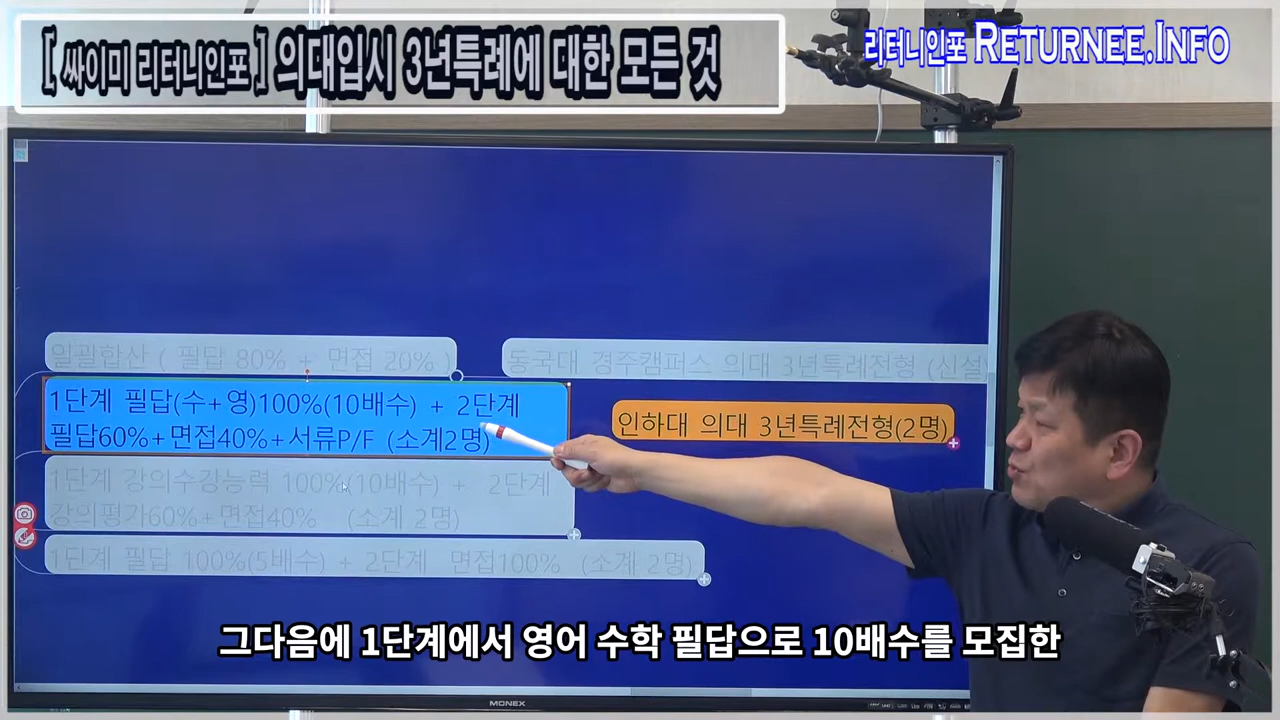 [ 싸이미 리터니인포 ] 의대입시 3년특례에 대한 모든 것
리터니인포 RETURNEE.INFO
일괄합산 ( 필답 80% + 면접 20% )
동국대 경주캠퍼스 의대 3년특례전형 (신설)
1단계 필답(수+영)100%(10배수) + 2단계
필답60%+면접40%+서류P/F (소계2명)
인하대 의대 3년특례전형(2명)
1단계 강의수강능력 100%(10배수) + 2단계
강의평가60%+면접40% (소계 2명)
1단계 필답 100%(5배수) + 2단계 면접100% (소계 2명)
그다음에 1단계에서 영어 수학 필답으로 10배수를 모집한
MONEX